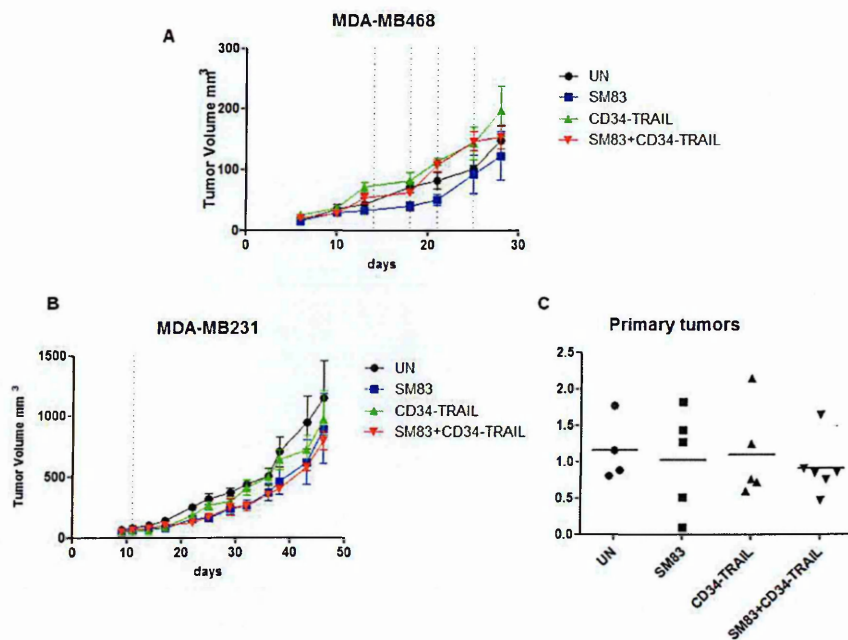 MDA-MB468
A
Tumor Volume mm³
300
200
100
0
0 10 20 30
days
UN
SM83
CD34-TRAIL
SM83+CD34-TRAIL
B
MDA-MB231
Tumor Volume mm³
1500
1000
500
0
0 10 20 30 40 50
days
UN
SM83
CD34-TRAIL
SM83+CD34-TRAIL
C
Primary tumors
2.5
2.0
1.5
1.0
0.5
0.0
UN
SM83
CD34-TRAIL
SM83+CD34-TRAIL